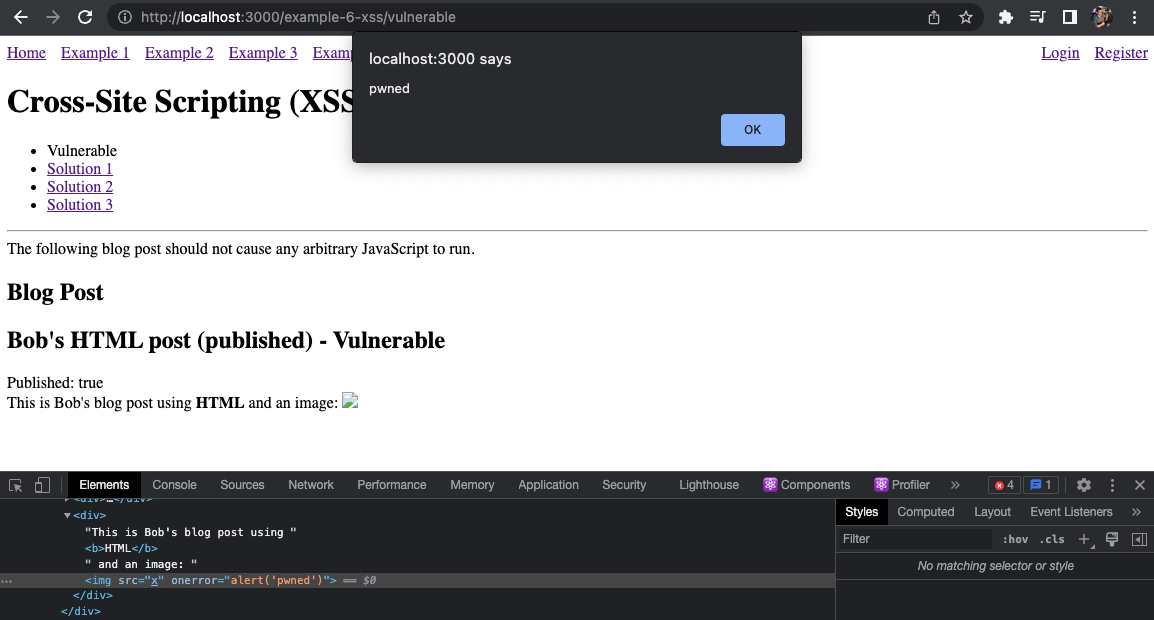 http://localhost:3000/example-6-xss/vulnerable
Home Example 1 Example 2 Example 3 Login Register
localhost:3000 says
pwned
OK
Cross-Site Scripting (XSS
Vulnerable
Solution 1
Solution 2
Solution 3
The following blog post should not cause any arbitrary JavaScript to run.
Blog Post
Bob's HTML post (published) - Vulnerable
Published: true
This is Bob's blog post using HTML and an image:
Elements Console Sources Network Performance Memory Application Security Lighthouse Components Profiler » 4 1
<div>…</div>
<div>
"This is Bob's blog post using "
<b>HTML</b>
" and an image: "
<img src="x" onerror="alert('pwned')"> == $0
</div>
</div>
Styles Computed Layout Event Listeners »
Filter :hov .cls +
No matching selector or style